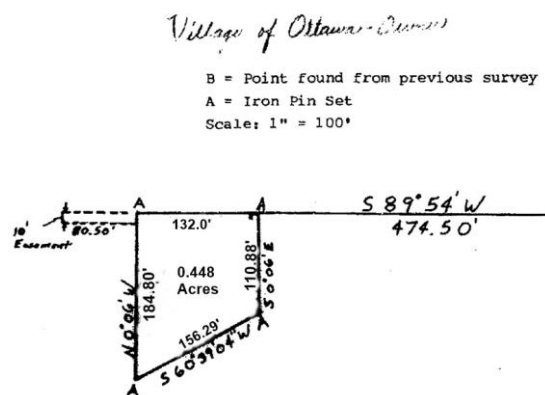 Village of Ottawa - Owners
B = Point found from previous survey
A = Iron Pin Set
Scale: 1" = 100'
A
A
S 89° 54' W
10' Easement
80.50'
132.0'
474.50'
N 0° 06' W
184.80'
0.448
Acres
110.88'
S 0° 06' E
156.29'
S 60° 39' 04" W
A
A